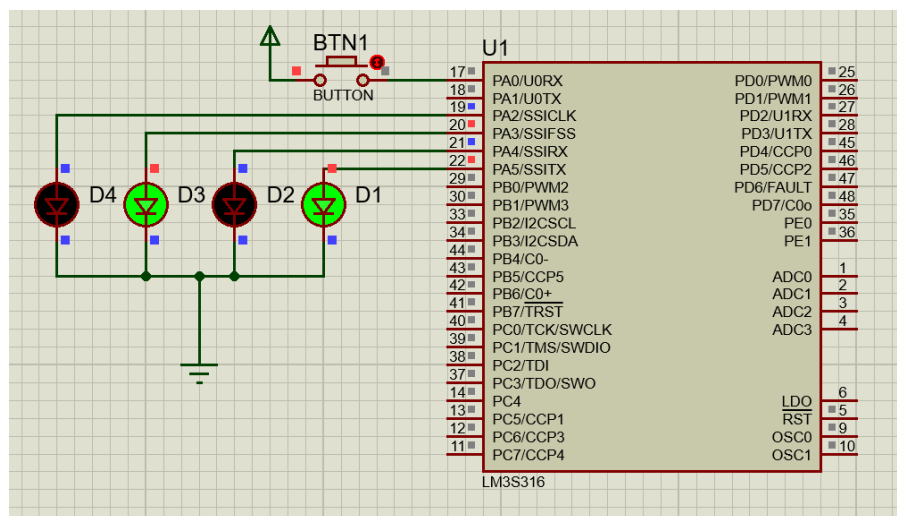 BTN1
BUTTON
D4
D3
D2
D1
U1
17 PA0/U0RX
18 PA1/U0TX
19 PA2/SSICLK
20 PA3/SSIFSS
21 PA4/SSIRX
22 PA5/SSITX
29 PB0/PWM2
30 PB1/PWM3
33 PB2/I2CSCL
34 PB3/I2CSDA
44 PB4/C0-
43 PB5/CCP5
42 PB6/C0+
41 PB7/TRST
40 PC0/TCK/SWCLK
39 PC1/TMS/SWDIO
38 PC2/TDI
37 PC3/TDO/SWO
14 PC4
13 PC5/CCP1
12 PC6/CCP3
11 PC7/CCP4
PD0/PWM0 25
PD1/PWM1 26
PD2/U1RX 27
PD3/U1TX 28
PD4/CCP0 45
PD5/CCP2 46
PD6/FAULT 47
PD7/C0o 48
PE0 35
PE1 36
ADC0 1
ADC1 2
ADC2 3
ADC3 4
LDO 6
RST 5
OSC0 9
OSC1 10
LM3S316